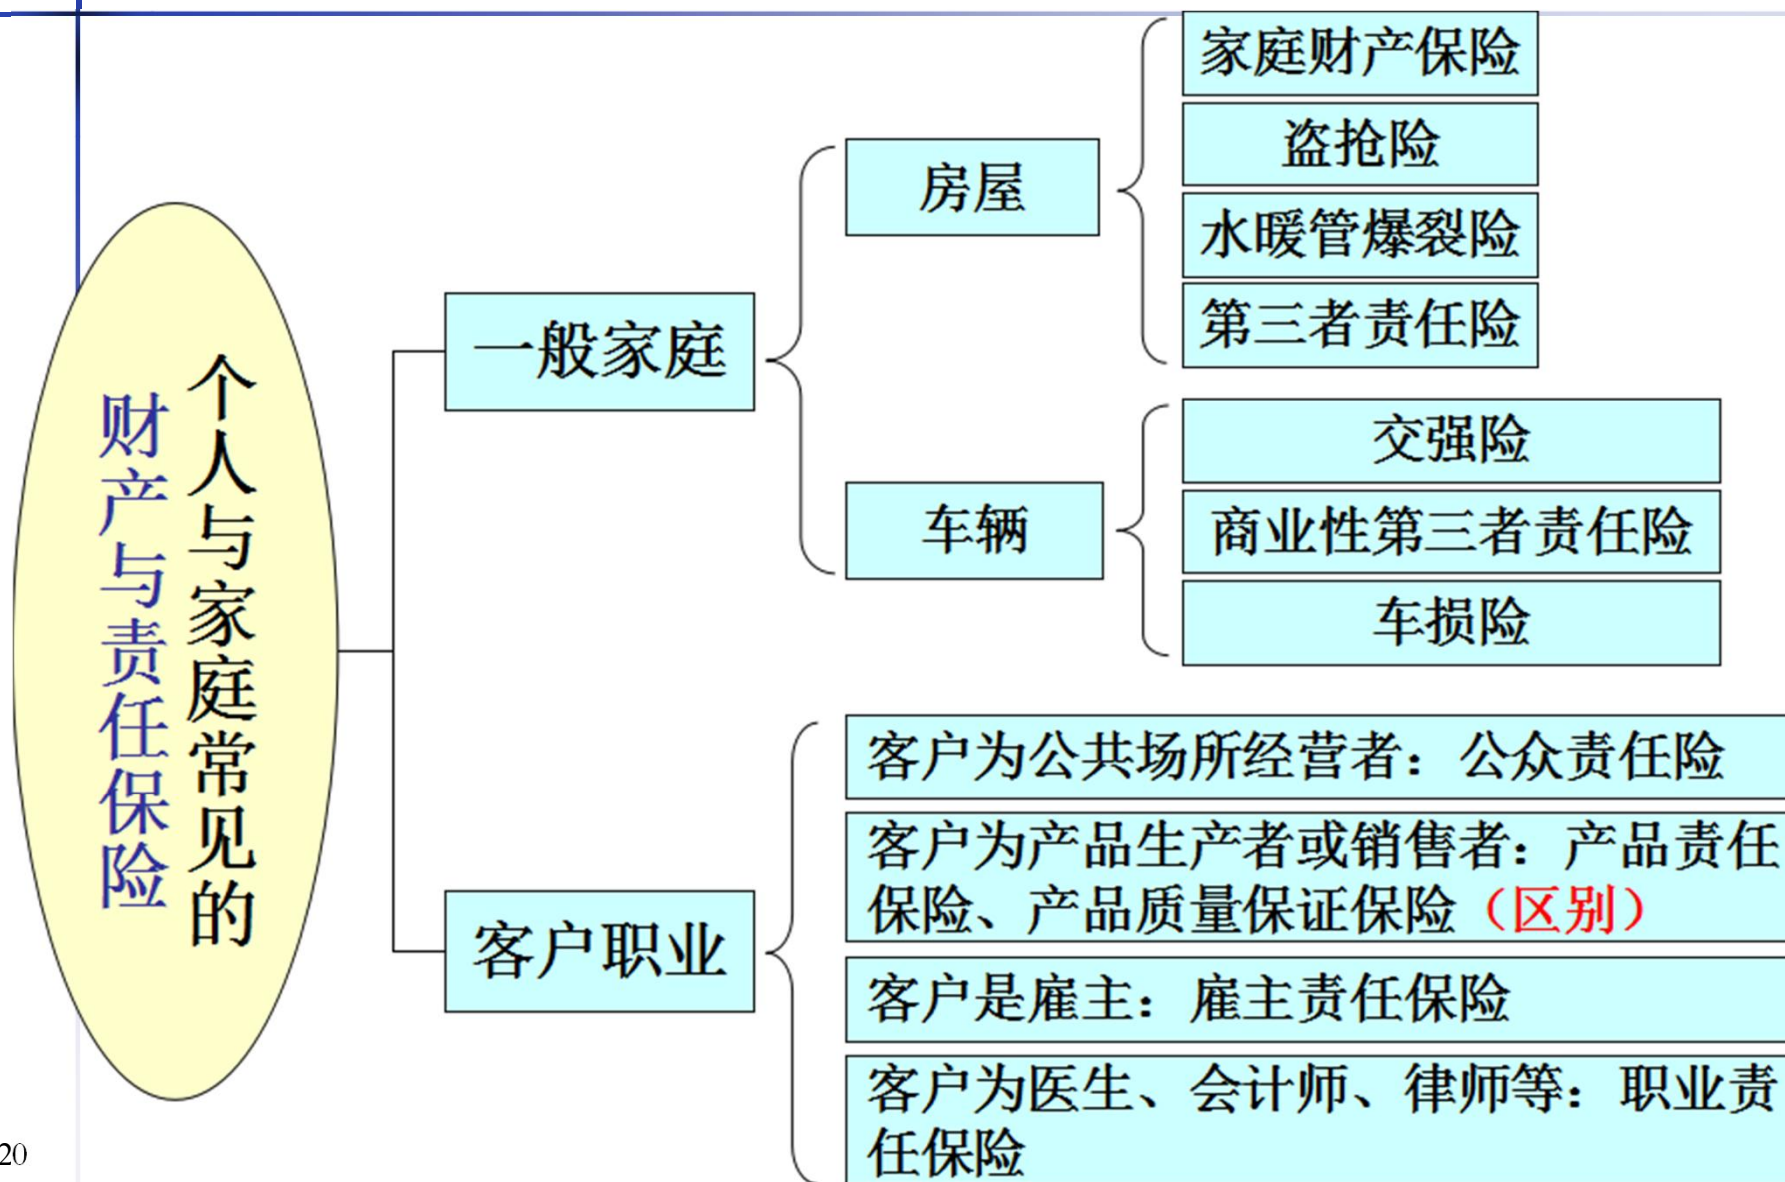 个人与家庭常见的
财产与责任保险
一般家庭
房屋
家庭财产保险
盗抢险
水暖管爆裂险
第三者责任险
车辆
交强险
商业性第三者责任险
车损险
客户职业
客户为公共场所经营者：公众责任险
客户为产品生产者或销售者：产品责任
保险、产品质量保证保险（区别）
客户是雇主：雇主责任保险
客户为医生、会计师、律师等：职业责
任保险
20